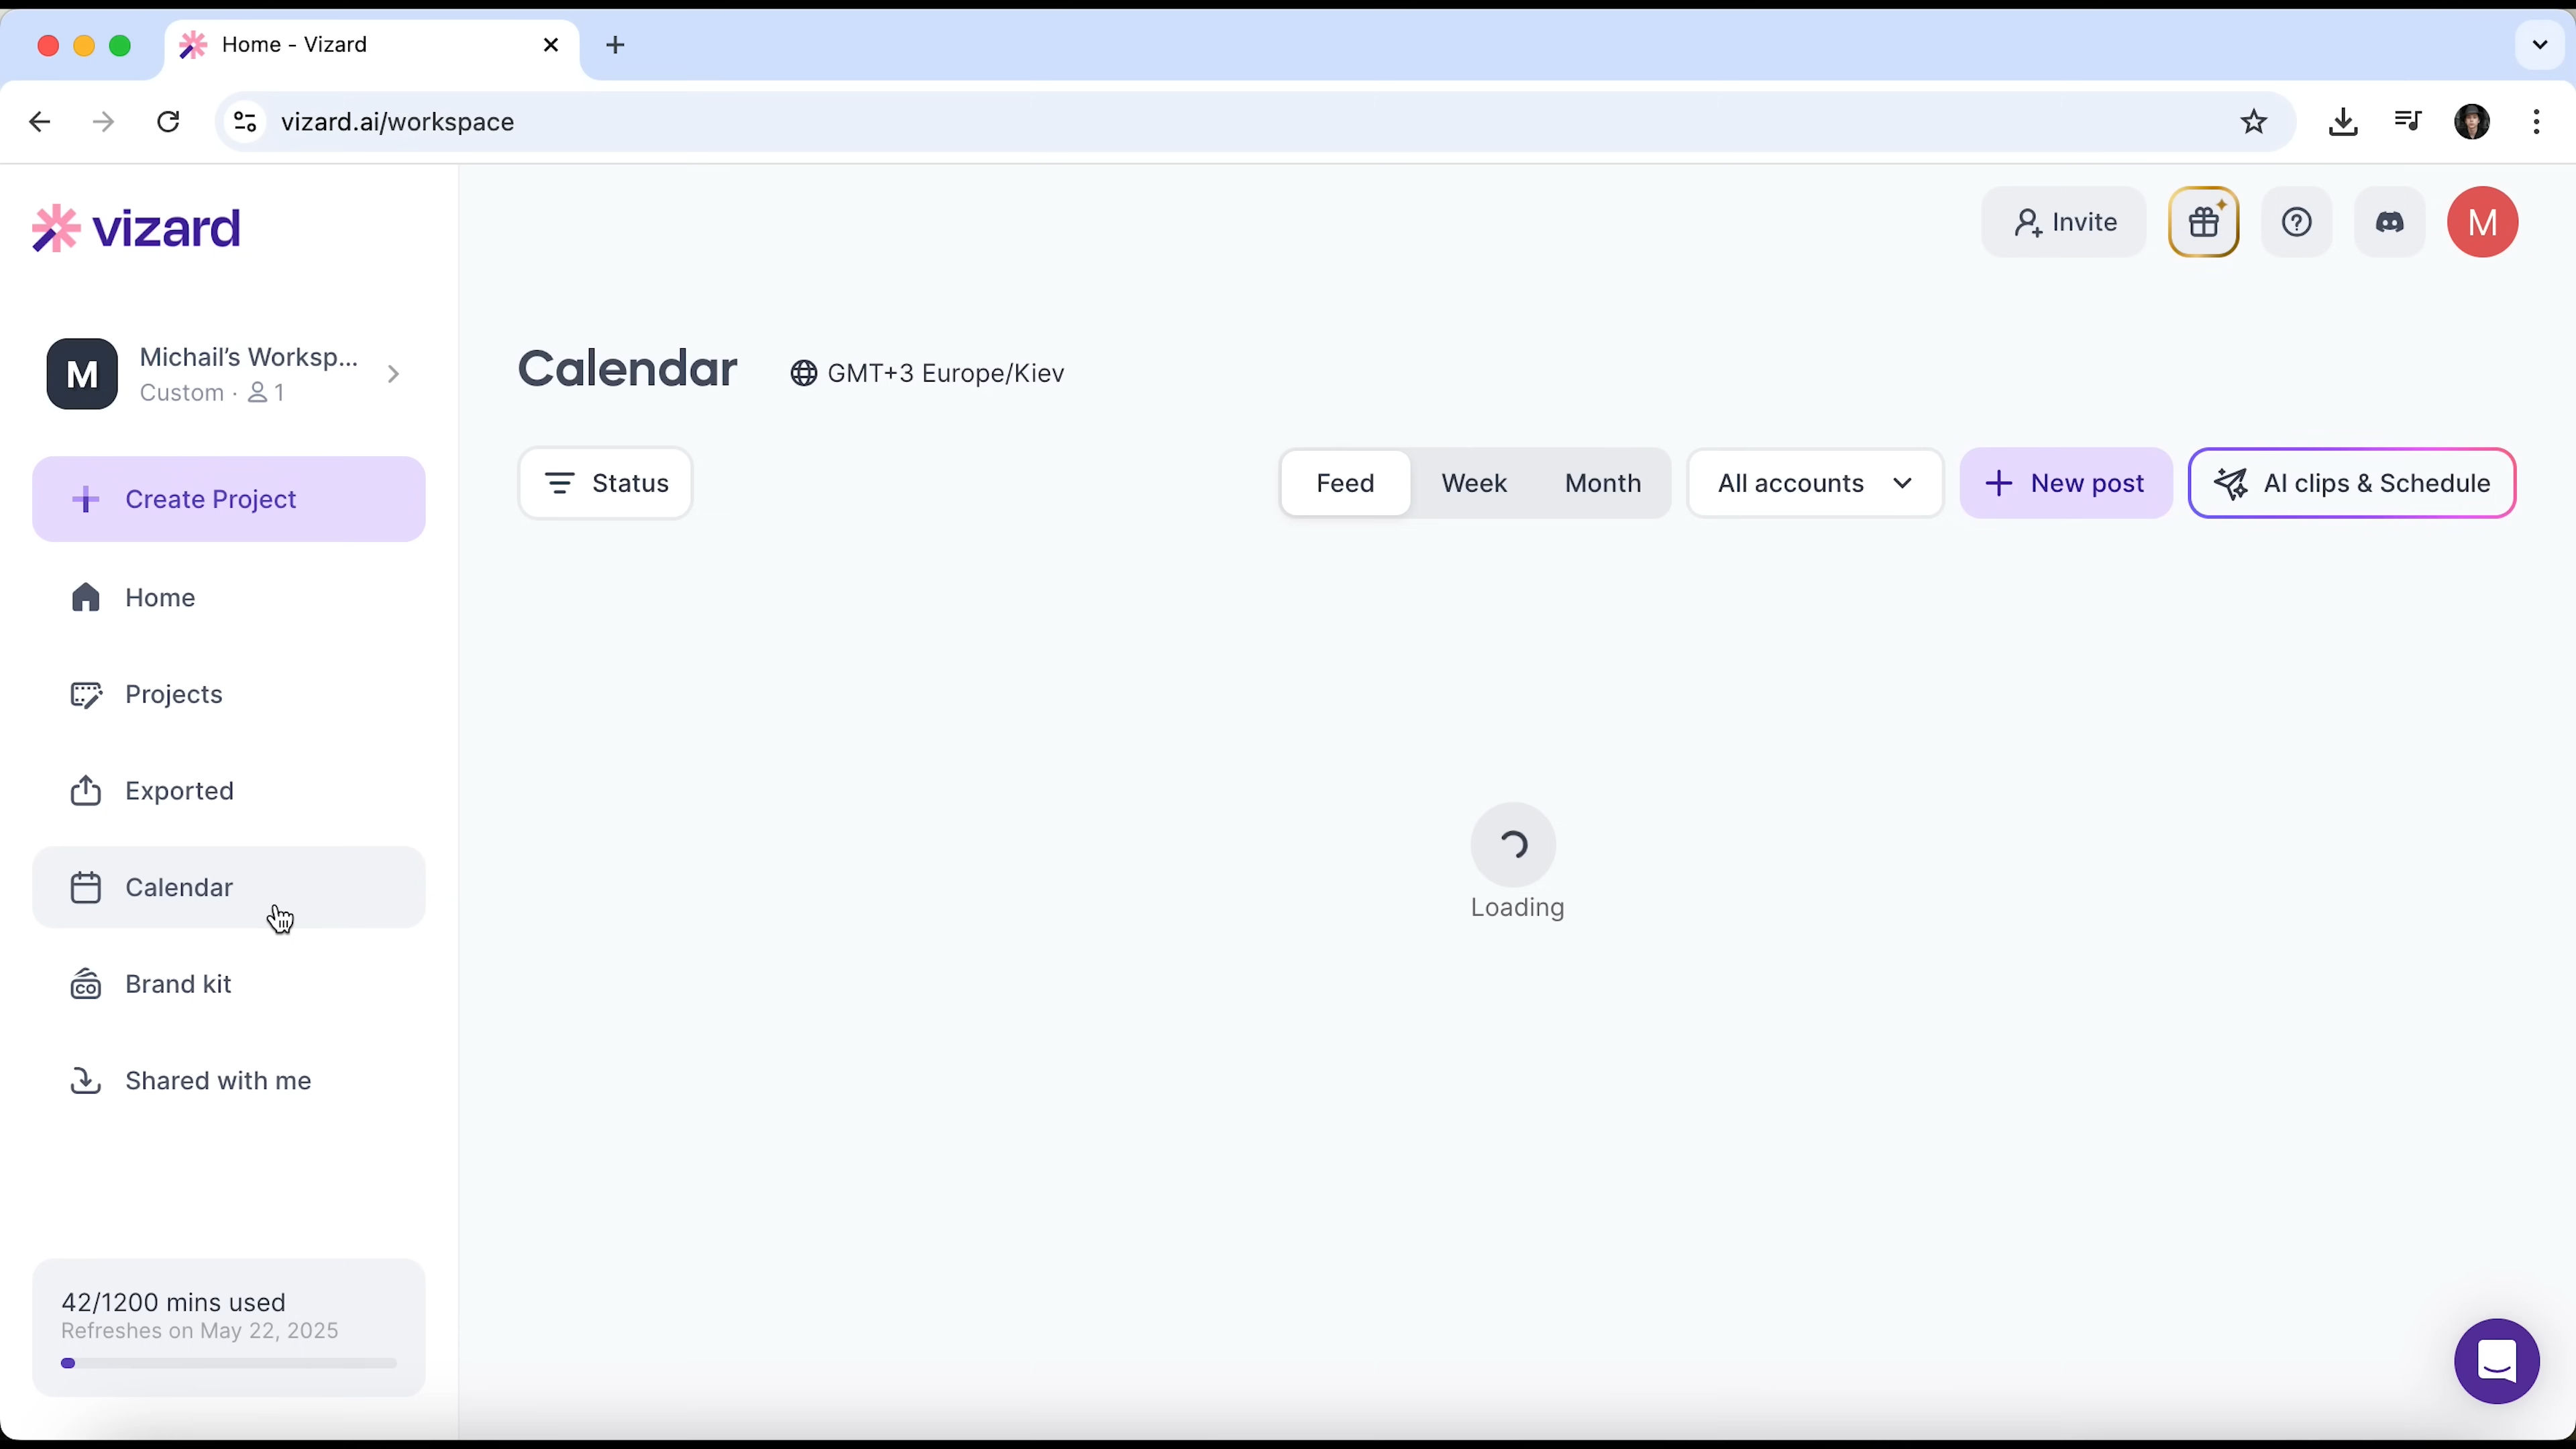 Home - Vizard
vizard.ai/workspace
vizard
Invite
M
M
Michail's Worksp...
Custom · 1
Calendar
GMT+3 Europe/Kiev
Status
Feed
Week
Month
All accounts
New post
AI clips & Schedule
Create Project
Home
Projects
Exported
Calendar
Brand kit
Shared with me
Loading
42/1200 mins used
Refreshes on May 22, 2025